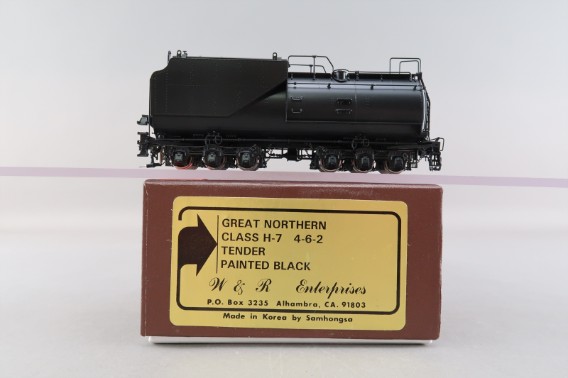 GREAT NORTHERN
CLASS H-7 4-6-2
TENDER
PAINTED BLACK
W & R Enterprises
P.O. Box 3235 Alhambra, CA. 91803
Made in Korea by Samhongsa